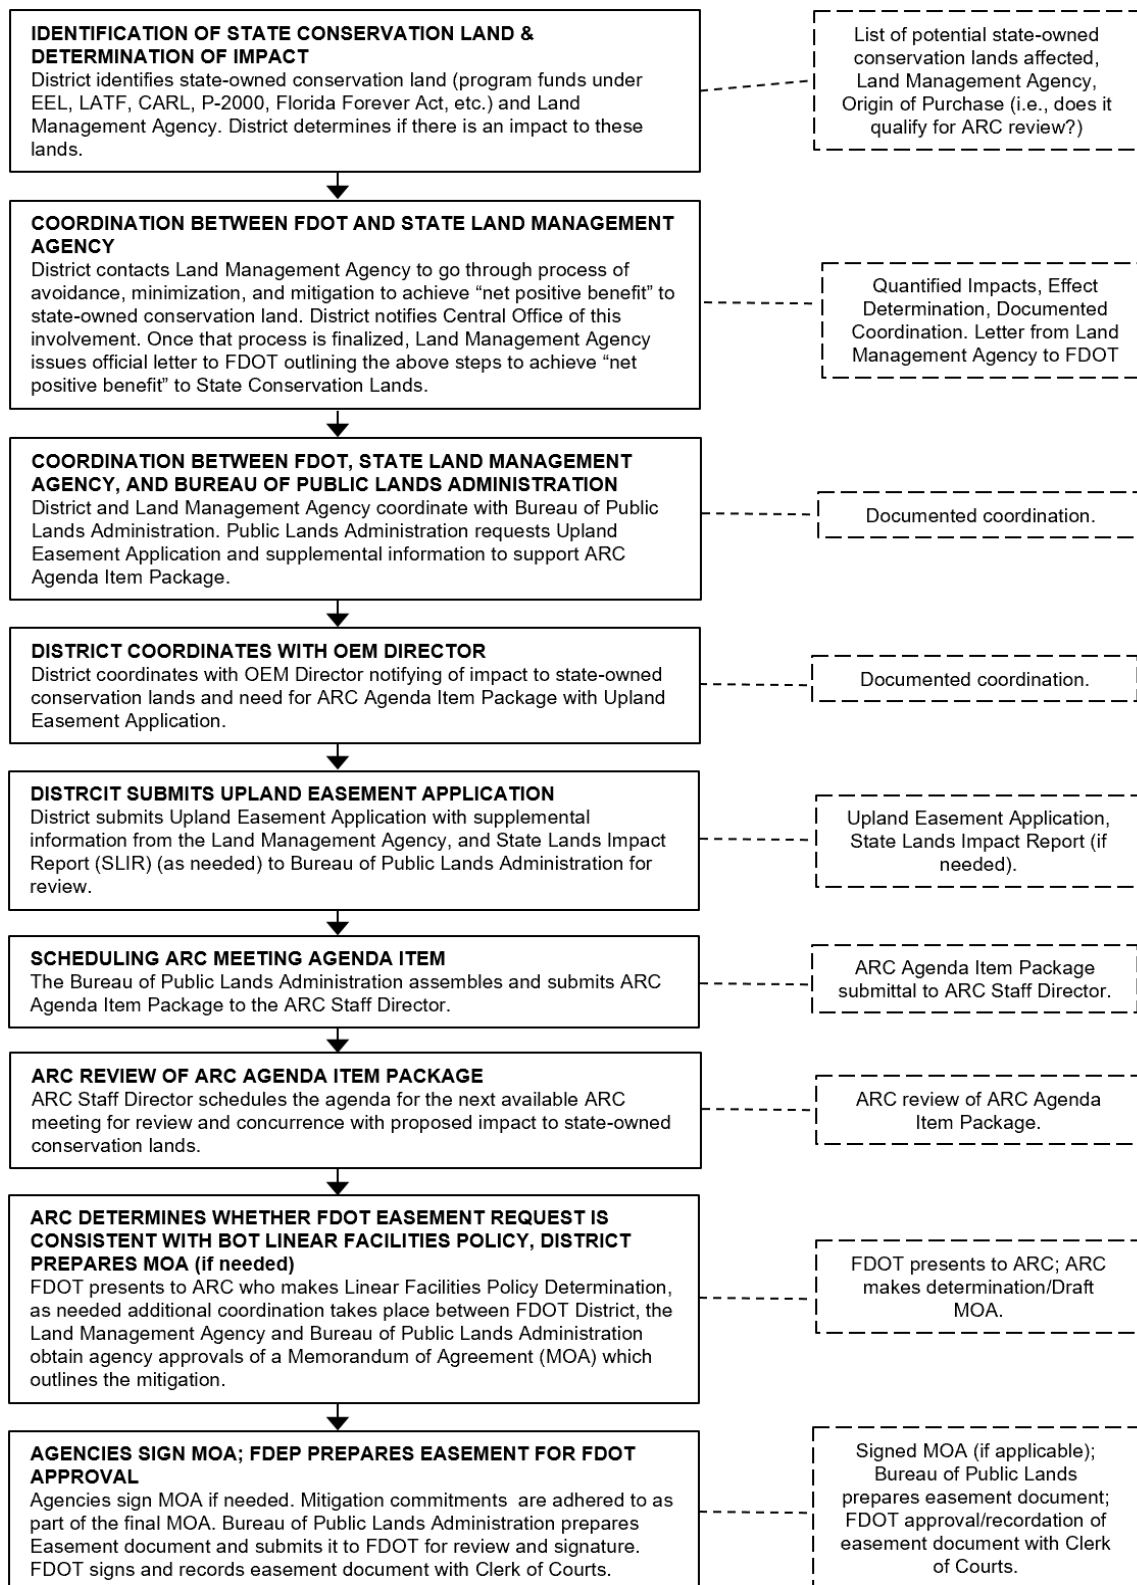 IDENTIFICATION OF STATE CONSERVATION LAND &
DETERMINATION OF IMPACT
District identifies state-owned conservation land (program funds under
EEL, LATF, CARL, P-2000, Florida Forever Act, etc.) and Land
Management Agency. District determines if there is an impact to these
lands.
List of potential state-owned
conservation lands affected,
Land Management Agency,
Origin of Purchase (i.e., does it
qualify for ARC review?)
COORDINATION BETWEEN FDOT AND STATE LAND MANAGEMENT
AGENCY
District contacts Land Management Agency to go through process of
avoidance, minimization, and mitigation to achieve “net positive benefit” to
state-owned conservation land. District notifies Central Office of this
involvement. Once that process is finalized, Land Management Agency
issues official letter to FDOT outlining the above steps to achieve “net
positive benefit” to State Conservation Lands.
Quantified Impacts, Effect
Determination, Documented
Coordination. Letter from Land
Management Agency to FDOT
COORDINATION BETWEEN FDOT, STATE LAND MANAGEMENT
AGENCY, AND BUREAU OF PUBLIC LANDS ADMINISTRATION
District and Land Management Agency coordinate with Bureau of Public
Lands Administration. Public Lands Administration requests Upland
Easement Application and supplemental information to support ARC
Agenda Item Package.
Documented coordination.
DISTRICT COORDINATES WITH OEM DIRECTOR
District coordinates with OEM Director notifying of impact to state-owned
conservation lands and need for ARC Agenda Item Package with Upland
Easement Application.
Documented coordination.
DISTRCIT SUBMITS UPLAND EASEMENT APPLICATION
District submits Upland Easement Application with supplemental
information from the Land Management Agency, and State Lands Impact
Report (SLIR) (as needed) to Bureau of Public Lands Administration for
review.
Upland Easement Application,
State Lands Impact Report (if
needed).
SCHEDULING ARC MEETING AGENDA ITEM
The Bureau of Public Lands Administration assembles and submits ARC
Agenda Item Package to the ARC Staff Director.
ARC Agenda Item Package
submittal to ARC Staff Director.
ARC REVIEW OF ARC AGENDA ITEM PACKAGE
ARC Staff Director schedules the agenda for the next available ARC
meeting for review and concurrence with proposed impact to state-owned
conservation lands.
ARC review of ARC Agenda
Item Package.
ARC DETERMINES WHETHER FDOT EASEMENT REQUEST IS
CONSISTENT WITH BOT LINEAR FACILITIES POLICY, DISTRICT
PREPARES MOA (if needed)
FDOT presents to ARC who makes Linear Facilities Policy Determination,
as needed additional coordination takes place between FDOT District, the
Land Management Agency and Bureau of Public Lands Administration
obtain agency approvals of a Memorandum of Agreement (MOA) which
outlines the mitigation.
FDOT presents to ARC; ARC
makes determination/Draft
MOA.
AGENCIES SIGN MOA; FDEP PREPARES EASEMENT FOR FDOT
APPROVAL
Agencies sign MOA if needed. Mitigation commitments are adhered to as
part of the final MOA. Bureau of Public Lands Administration prepares
Easement document and submits it to FDOT for review and signature.
FDOT signs and records easement document with Clerk of Courts.
Signed MOA (if applicable);
Bureau of Public Lands
prepares easement document;
FDOT approval/recordation of
easement document with Clerk
of Courts.